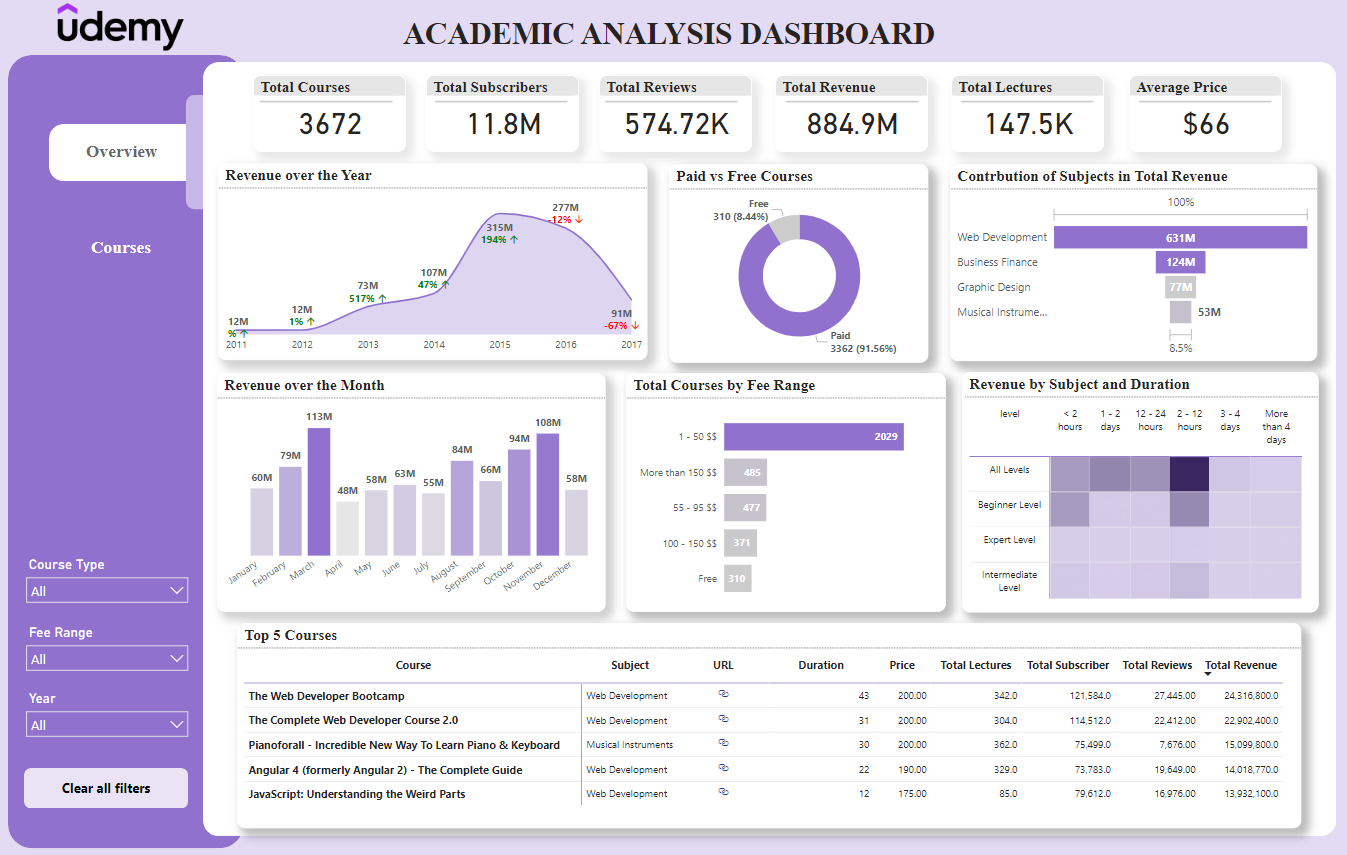 ûdemy
ACADEMIC ANALYSIS DASHBOARD
Overview
Courses
Course Type
All
Fee Range
All
Year
All
Clear all filters
Total Courses
3672
Total Subscribers
11.8M
Total Reviews
574.72K
Total Revenue
884.9M
Total Lectures
147.5K
Average Price
$66
Revenue over the Year
12M
% ↑
12M
1% ↑
73M
517% ↑
107M
47% ↑
315M
194% ↑
277M
-12% ↓
91M
-67% ↓
2011 2012 2013 2014 2015 2016 2017
Paid vs Free Courses
Free
310 (8.44%)
Paid
3362 (91.56%)
Contrbution of Subjects in Total Revenue
100%
Web Development 631M
Business Finance 124M
Graphic Design 77M
Musical Instrume... 53M
8.5%
Revenue over the Month
60M 79M 113M 48M 58M 63M 55M 84M 66M 94M 108M 58M
January February March April May June July August September October November December
Total Courses by Fee Range
1 - 50 $$ 2029
More than 150 $$ 485
55 - 95 $$ 477
100 - 150 $$ 371
Free 310
Revenue by Subject and Duration
level
< 2
hours
1 - 2
days
12 - 24
hours
2 - 12
hours
3 - 4
days
More
than 4
days
All Levels
Beginner Level
Expert Level
Intermediate
Level
Top 5 Courses
Course Subject URL Duration Price Total Lectures Total Subscriber Total Reviews Total Revenue
The Web Developer Bootcamp Web Development 43 200.00 342.0 121,584.0 27,445.00 24,316,800.0
The Complete Web Developer Course 2.0 Web Development 31 200.00 304.0 114,512.0 22,412.00 22,902,400.0
Pianoforall - Incredible New Way To Learn Piano & Keyboard Musical Instruments 30 200.00 362.0 75,499.0 7,676.00 15,099,800.0
Angular 4 (formerly Angular 2) - The Complete Guide Web Development 22 190.00 329.0 73,783.0 19,649.00 14,018,770.0
JavaScript: Understanding the Weird Parts Web Development 12 175.00 85.0 79,612.0 16,976.00 13,932,100.0